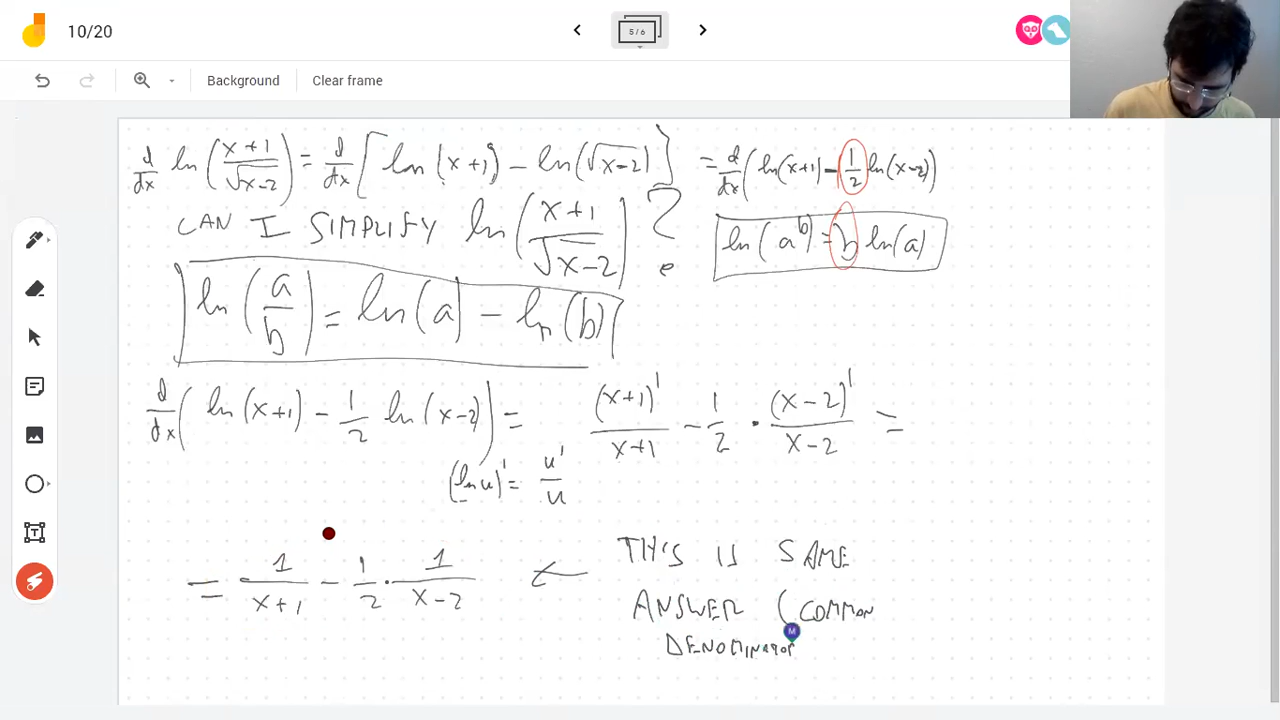 10/20
5/6
Background
Clear frame
d/dx ln((x+1)/√(x-2)) = d/dx [ln(x+1) - ln(√(x-2))] = d/dx (ln(x+1) - 1/2 ln(x-2))
CAN I SIMPLIFY ln((x+1)/√(x-2)) ?
ln(a^b) = b ln(a)
ln(a/b) = ln(a) - ln(b)
d/dx (ln(x+1) - 1/2 ln(x-2)) = (x+1)'/(x+1) - 1/2 · (x-2)'/(x-2) =
(ln u)' = u'/u
= 1/(x+1) - 1/2 · 1/(x-2) ← THIS IS SAME
ANSWER (COMMON
DENOMINATOR
M